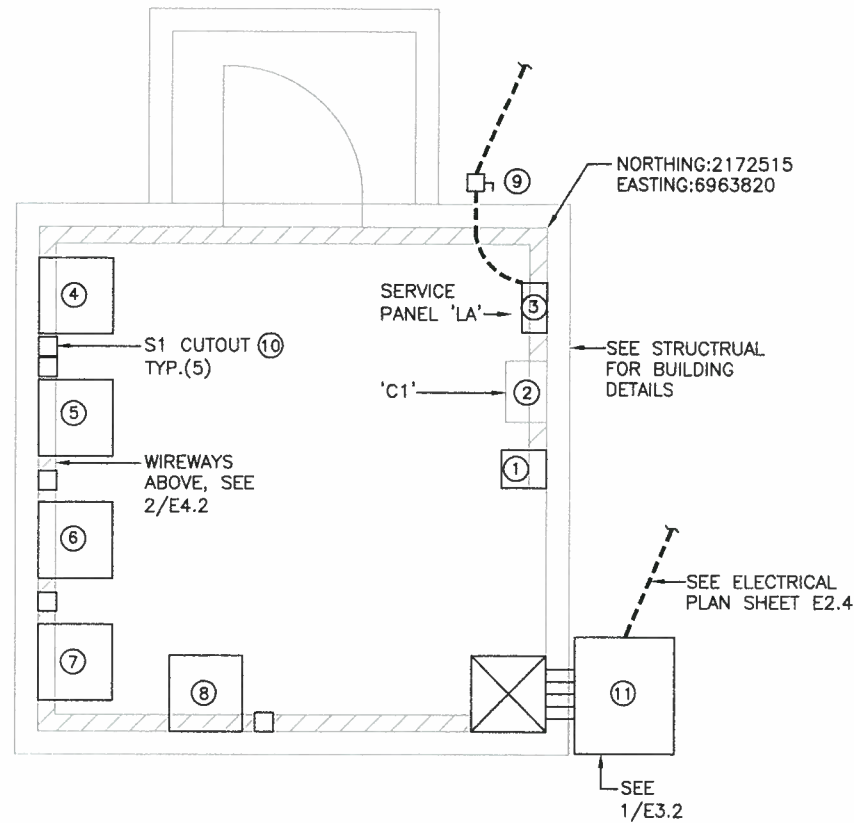 9
NORTHING:2172515
EASTING:6963820
4
SERVICE
PANEL 'LA'
3
S1 CUTOUT 10
TYP.(5)
SEE STRUCTRUAL
FOR BUILDING
DETAILS
'C1'
2
5
WIREWAYS
ABOVE, SEE
2/E4.2
1
6
SEE ELECTRICAL
PLAN SHEET E2.4
7
8
11
SEE
1/E3.2